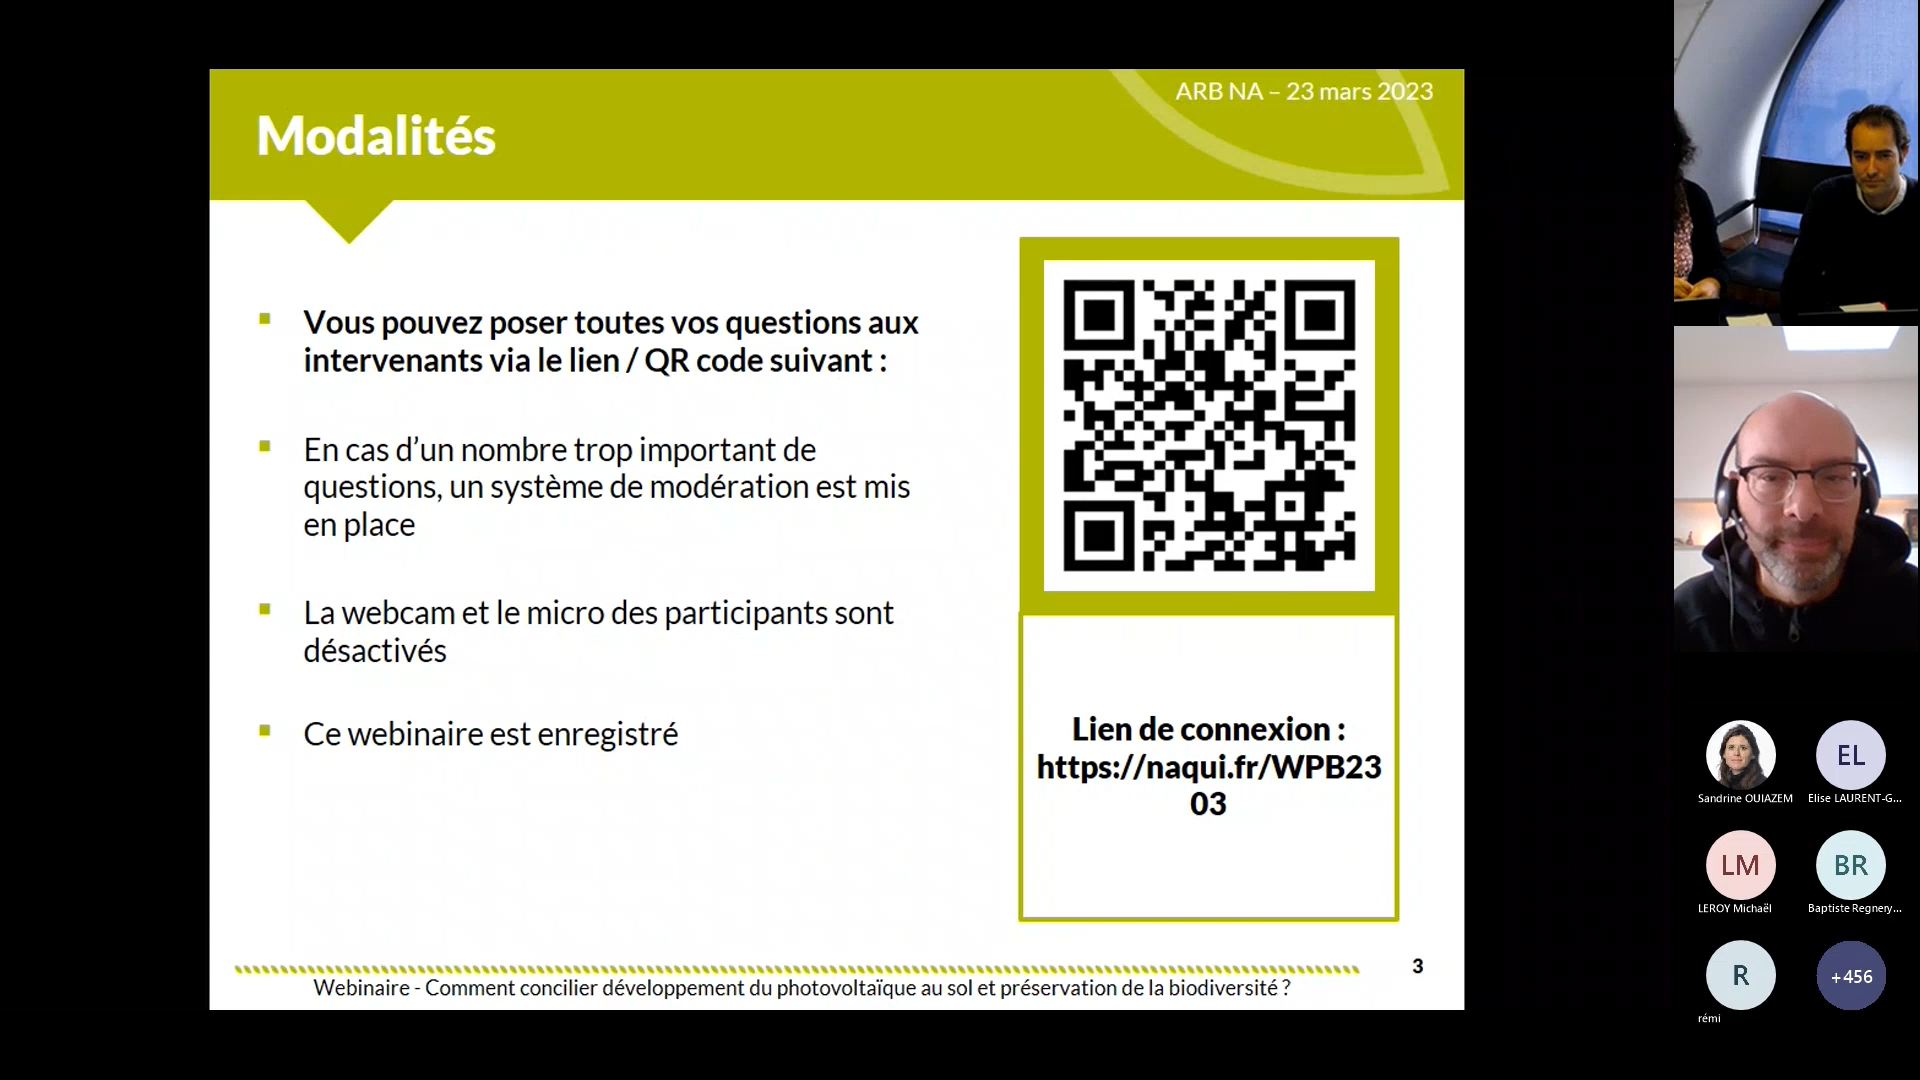 ARB NA – 23 mars 2023
Modalités
Vous pouvez poser toutes vos questions aux
intervenants via le lien / QR code suivant :
En cas d’un nombre trop important de
questions, un système de modération est mis
en place
La webcam et le micro des participants sont
désactivés
Ce webinaire est enregistré
Lien de connexion :
https://naqui.fr/WPB23
03
3
Webinaire - Comment concilier développement du photovoltaïque au sol et préservation de la biodiversité ?
Sandrine OUIAZEM
EL
Elise LAURENT-G...
LM
LEROY Michaël
BR
Baptiste Regnery...
R
rémi
+456